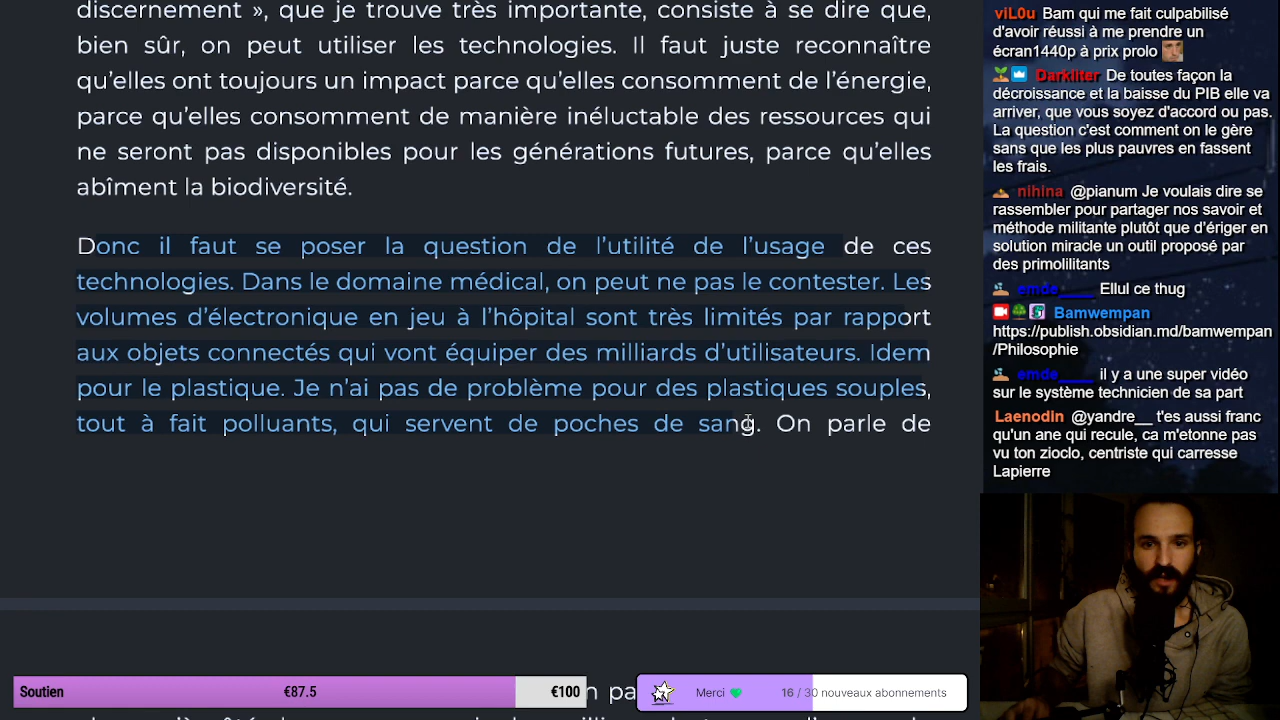 discernement », que je trouve très importante, consiste à se dire que,
bien sûr, on peut utiliser les technologies. Il faut juste reconnaître
qu’elles ont toujours un impact parce qu’elles consomment de l’énergie,
parce qu’elles consomment de manière inéluctable des ressources qui
ne seront pas disponibles pour les générations futures, parce qu’elles
abîment la biodiversité.
Donc il faut se poser la question de l’utilité de l’usage de ces
technologies. Dans le domaine médical, on peut ne pas le contester. Les
volumes d’électronique en jeu à l’hôpital sont très limités par rapport
aux objets connectés qui vont équiper des milliards d’utilisateurs. Idem
pour le plastique. Je n’ai pas de problème pour des plastiques souples,
tout à fait polluants, qui servent de poches de sang. On parle de
Soutien €87.5 €100
Merci 16 / 30 nouveaux abonnements
viL0u Bam qui me fait culpabilisé
d'avoir réussi à me prendre un
écran1440p à prix prolo
Darkliter De toutes façon la
décroissance et la baisse du PIB elle va
arriver, que vous soyez d'accord ou pas.
La question c'est comment on le gère
sans que les plus pauvres en fassent
les frais.
nihina @pianum Je voulais dire se
rassembler pour partager nos savoir et
méthode militante plutôt que d'ériger en
solution miracle un outil proposé par
des primolilitants
emde____ Ellul ce thug
Bamwempan
https://publish.obsidian.md/bamwempan
/Philosophie
emde____ il y a une super vidéo
sur le système technicien de sa part
Laenodin @yandre__ t'es aussi franc
qu'un ane qui recule, ca m'etonne pas
vu ton zioclo, centriste qui carresse
Lapierre